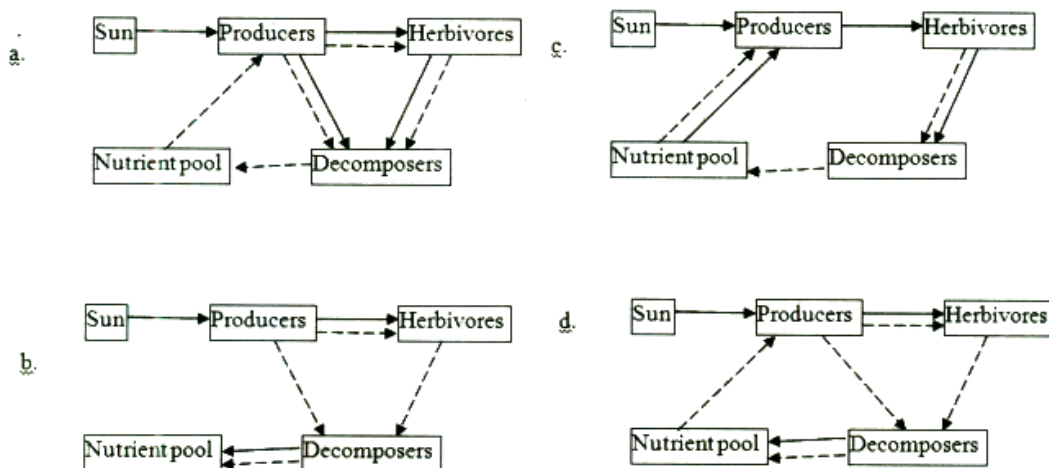 a.
Sun
Producers
Herbivores
Nutrient pool
Decomposers
c.
Sun
Producers
Herbivores
Nutrient pool
Decomposers
b.
Sun
Producers
Herbivores
Nutrient pool
Decomposers
d.
Sun
Producers
Herbivores
Nutrient pool
Decomposers